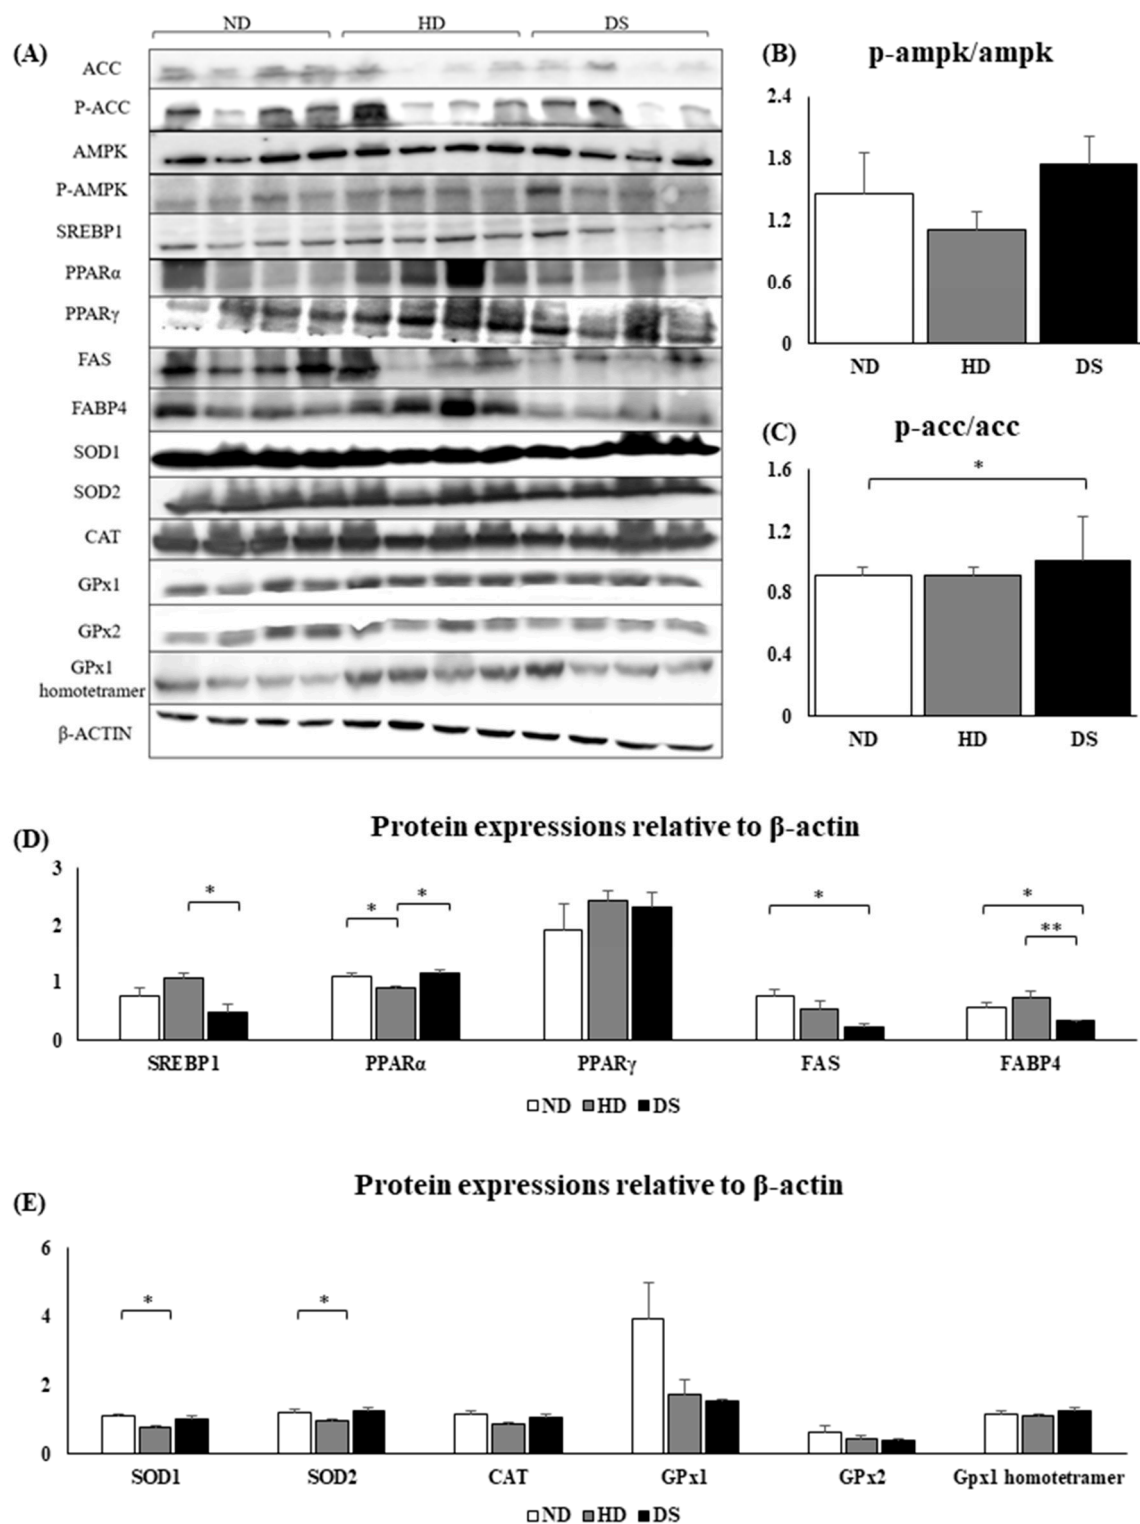 ND HD DS
(A)
ACC
P-ACC
AMPK
P-AMPK
SREBP1
PPARα
PPARγ
FAS
FABP4
SOD1
SOD2
CAT
GPx1
GPx2
GPx1
homotetramer
β-ACTIN
(B) p-ampk/ampk
2.4
1.8
1.2
0.6
0
ND HD DS
(C) p-acc/acc
1.6
*
1.2
0.8
0.4
0
ND HD DS
(D) Protein expressions relative to β-actin
3
* * * * *
**
2
1
0
SREBP1 PPARα PPARγ FAS FABP4
ND HD DS
(E) Protein expressions relative to β-actin
6
* *
4
2
0
SOD1 SOD2 CAT GPx1 GPx2 Gpx1 homotetramer
ND HD DS